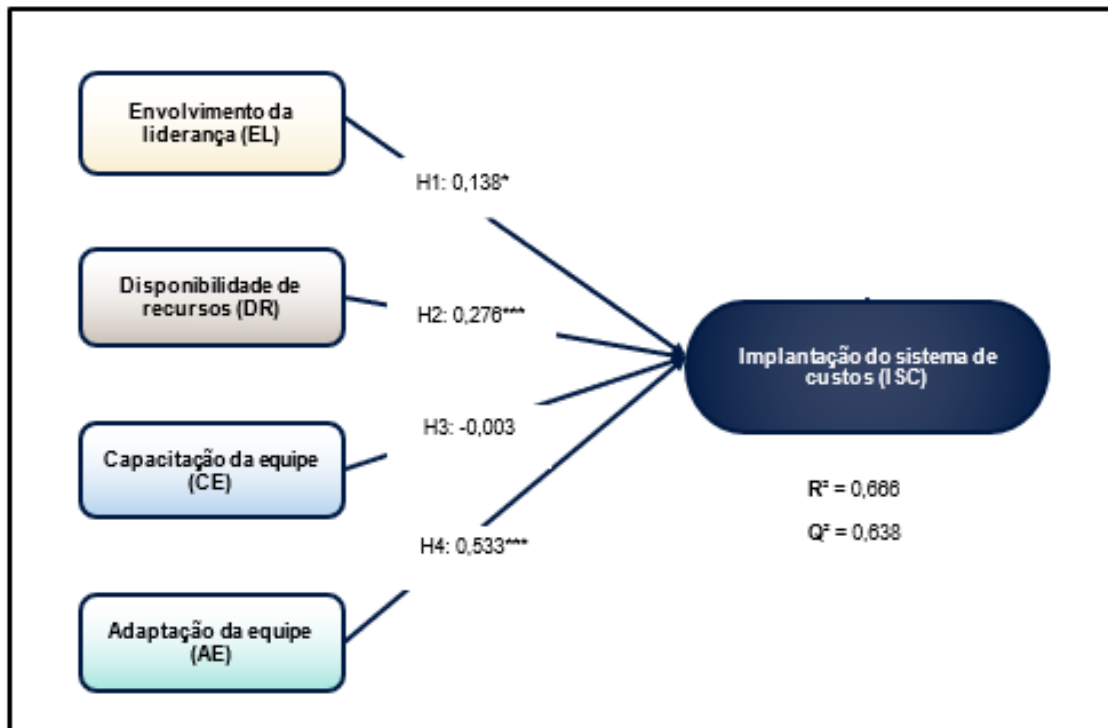 Envolvimento da
liderança (EL)
H1: 0,138*
Disponibilidade de
recursos (DR)
H2: 0,276***
Implantação do sistema de
custos (ISC)
H3: -0,003
Capacitação da equipe
(CE)
R² = 0,666
Q² = 0,638
H4: 0,533***
Adaptação da equipe
(AE)